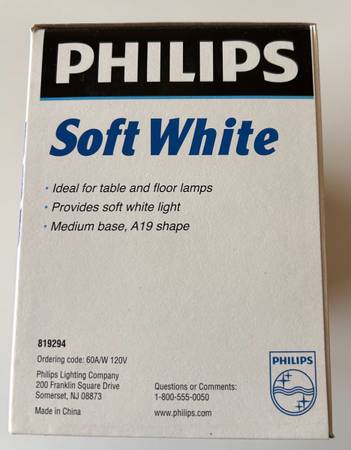 PHILIPS
Soft White
• Ideal for table and floor lamps
• Provides soft white light
• Medium base, A19 shape
819294
Ordering code: 60A/W 120V
Philips Lighting Company
200 Franklin Square Drive
Somerset, NJ 08873
Made in China
Questions or Comments:
1-800-555-0050
www.philips.com
PHILIPS